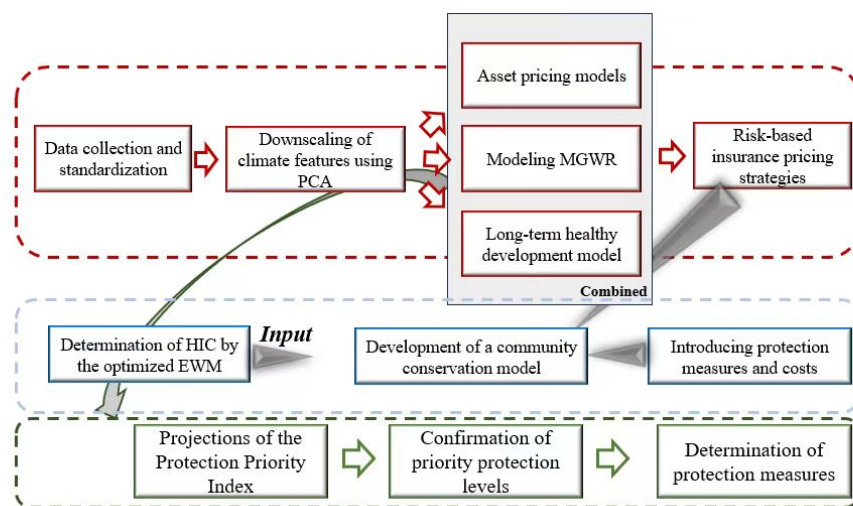 Asset pricing models
Data collection and
standardization
Downscaling of
climate features using
PCA
Modeling MGWR
Risk-based
insurance pricing
strategies
Long-term healthy
development model
Combined
Determination of HIC by
the optimized EWM
Input
Development of a community
conservation model
Introducing protection
measures and costs
Projections of the
Protection Priority
Index
Confirmation of
priority protection
levels
Determination of
protection measures